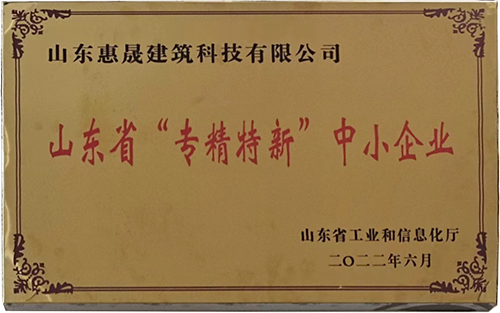 山东惠晟建筑科技有限公司
山东省“专精特新”中小企业
山东省工业和信息化厅
二〇二二年六月